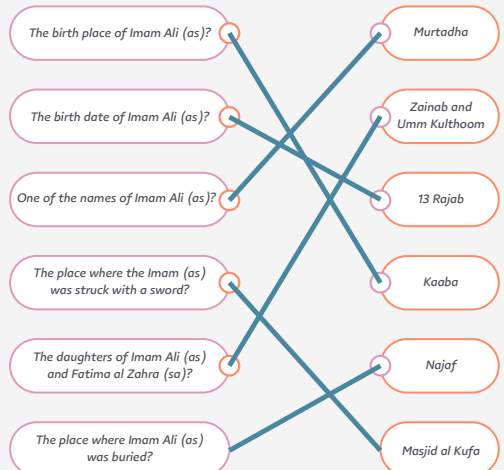 The birth place of Imam Ali (as)?
Murtadha
The birth date of Imam Ali (as)?
Zainab and
Umm Kulthoom
One of the names of Imam Ali (as)?
13 Rajab
The place where the Imam (as)
was struck with a sword?
Kaaba
The daughters of Imam Ali (as)
and Fatima al Zahra (sa)?
Najaf
The place where Imam Ali (as)
was buried?
Masjid al Kufa